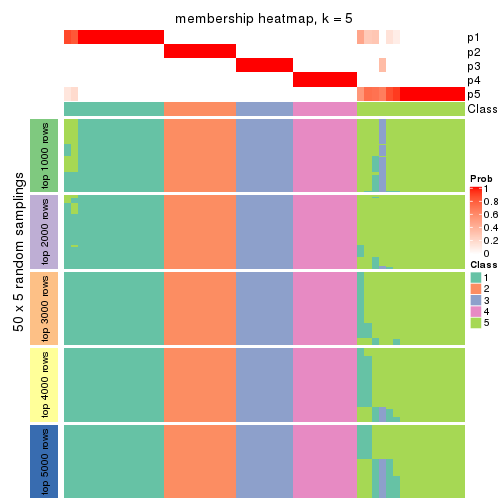 membership heatmap, k = 5
p1
p2
p3
p4
p5
Class
50 x 5 random samplings
top 1000 rows
top 2000 rows
top 3000 rows
top 4000 rows
top 5000 rows
Prob
1
0.8
0.6
0.4
0.2
0
Class
1
2
3
4
5